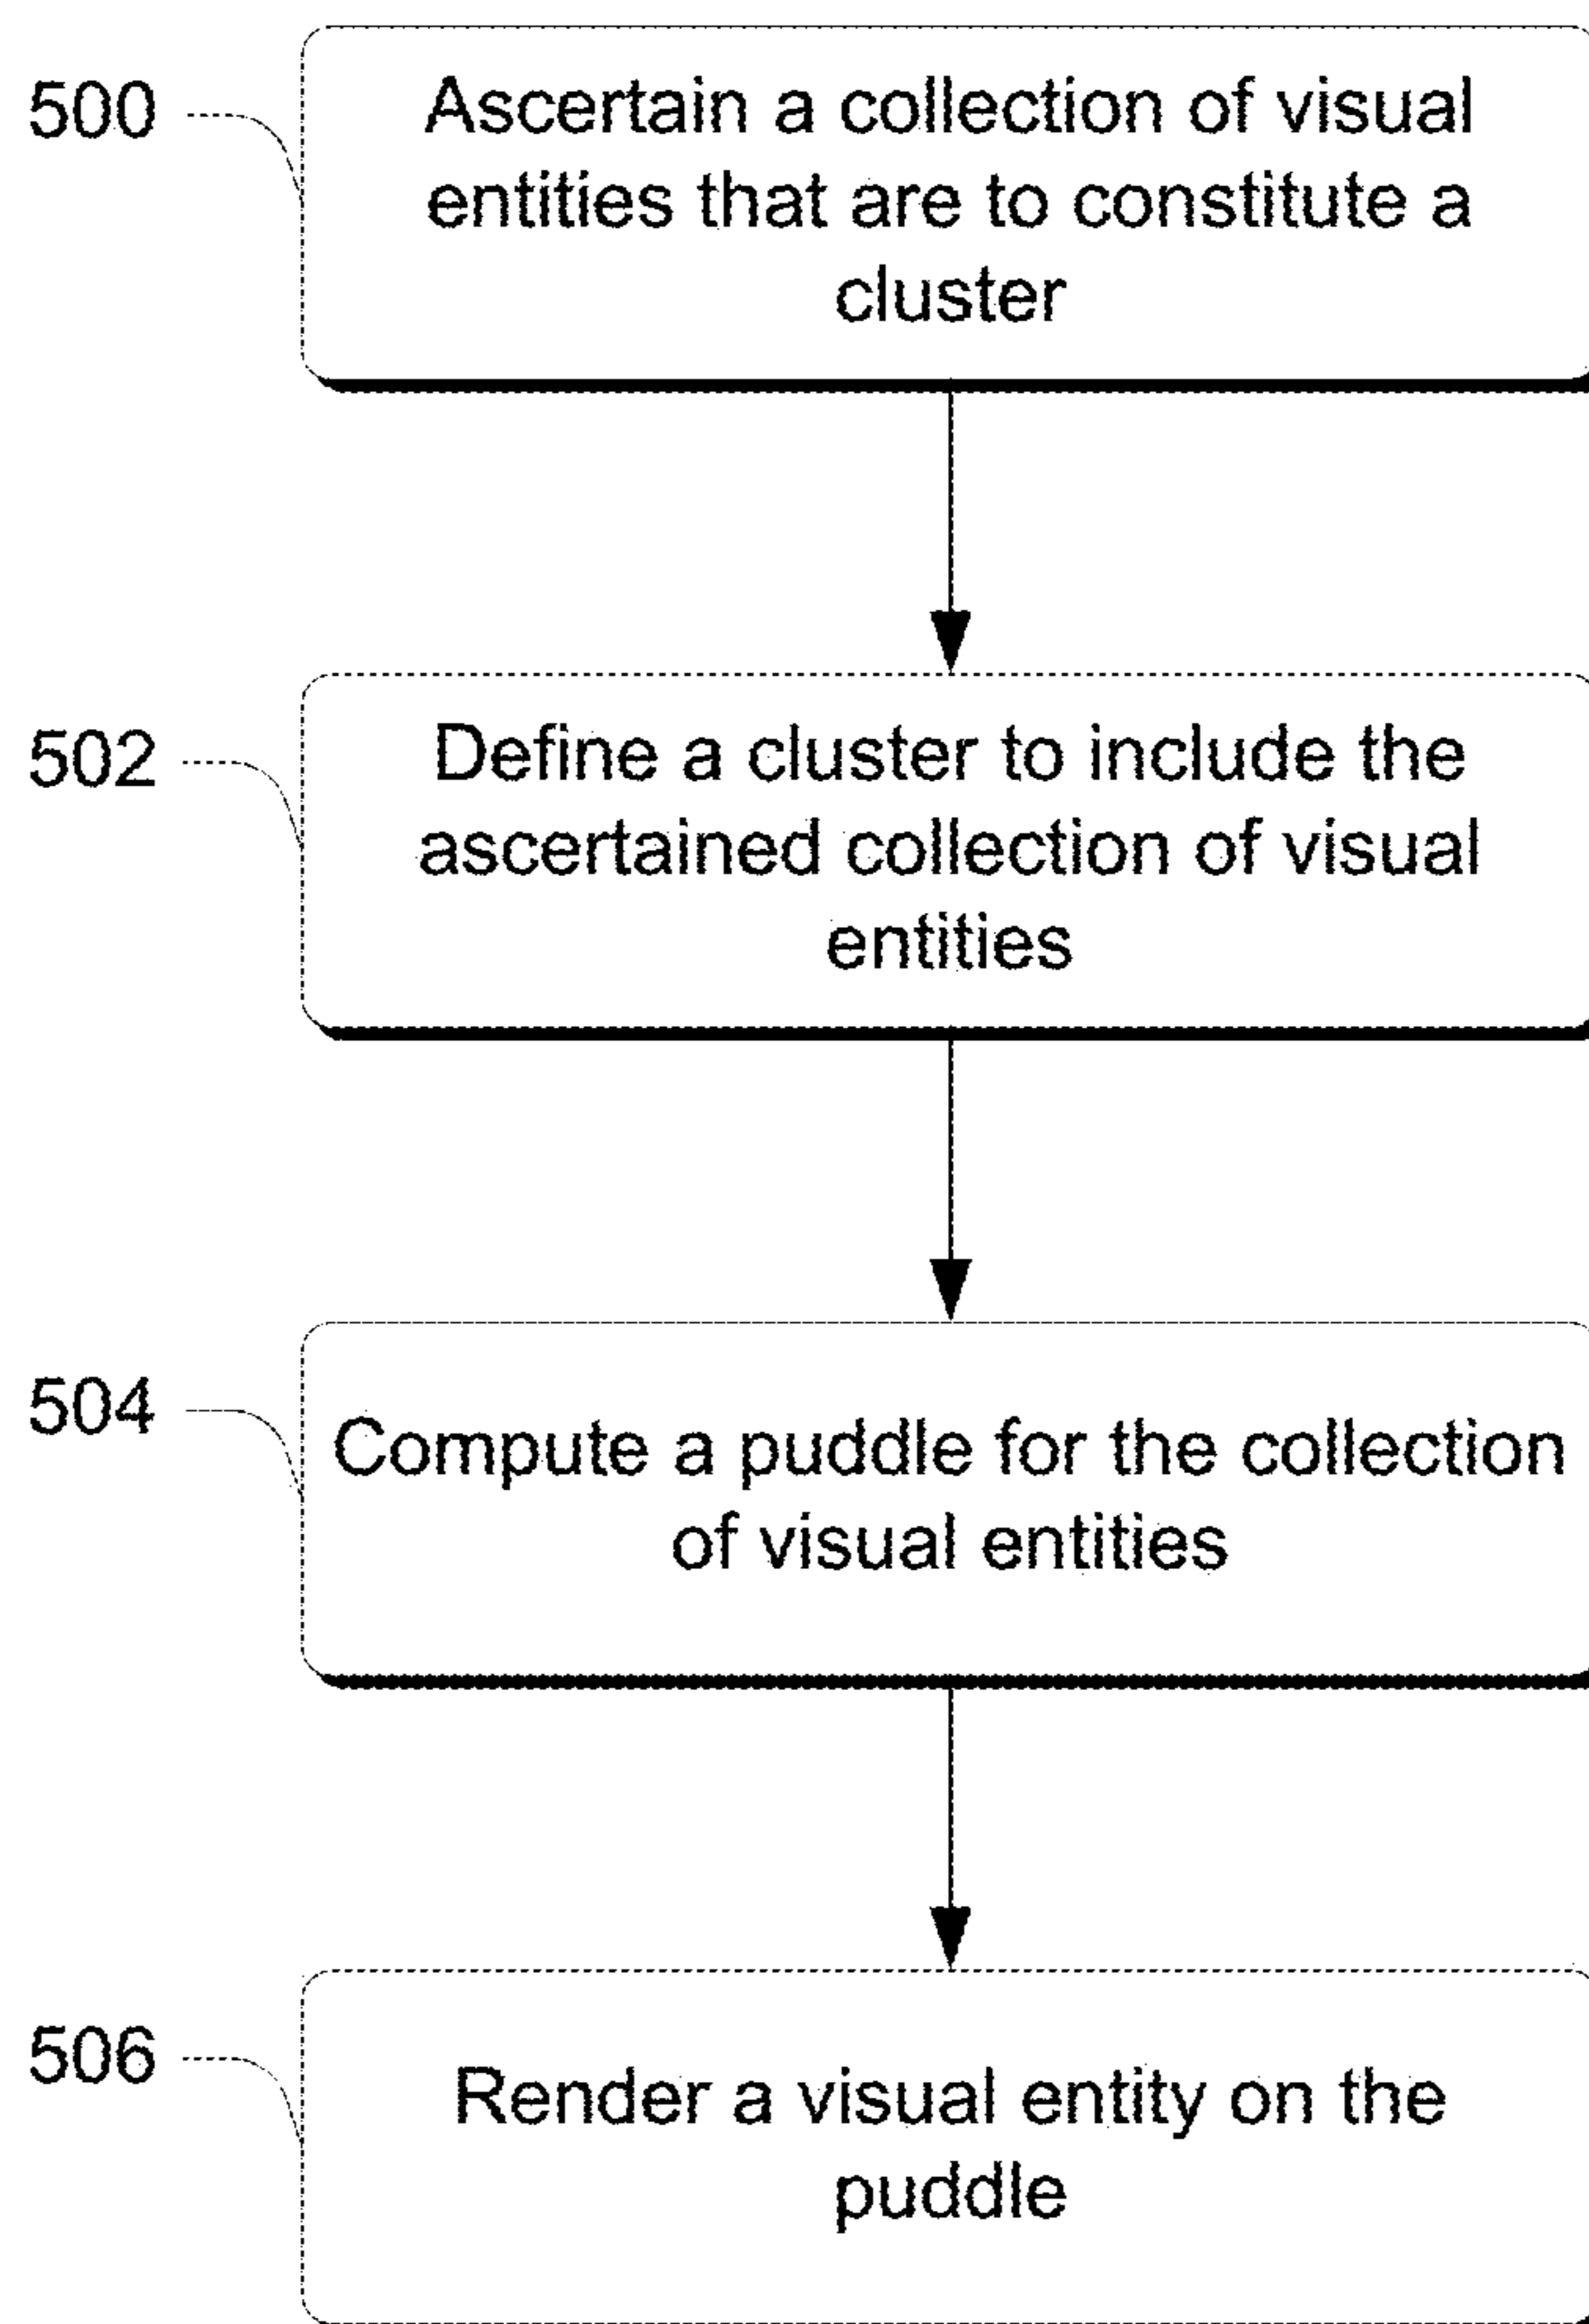 500
Ascertain a collection of visual
entities that are to constitute a
cluster
502
Define a cluster to include the
ascertained collection of visual
entities
504
Compute a puddle for the collection
of visual entities
506
Render a visual entity on the
puddle